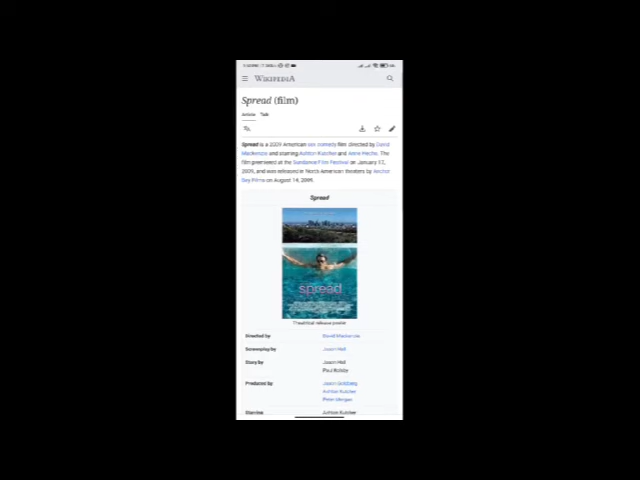 WIKIPEDIA
Spread (film)
Article Talk
Spread is a 2009 American sex comedy film directed by David
Mackenzie and starring Ashton Kutcher and Anne Heche. The
film premiered at the Sundance Film Festival on January 17,
2009, and was released in North American theaters by Anchor
Bay Films on August 14, 2009.
Spread
spread
Theatrical release poster
Directed by David Mackenzie
Screenplay by Jason Hall
Story by Jason Hall
Paul Kolsby
Produced by Jason Goldberg
Ashton Kutcher
Peter Morgan
Starring Ashton Kutcher